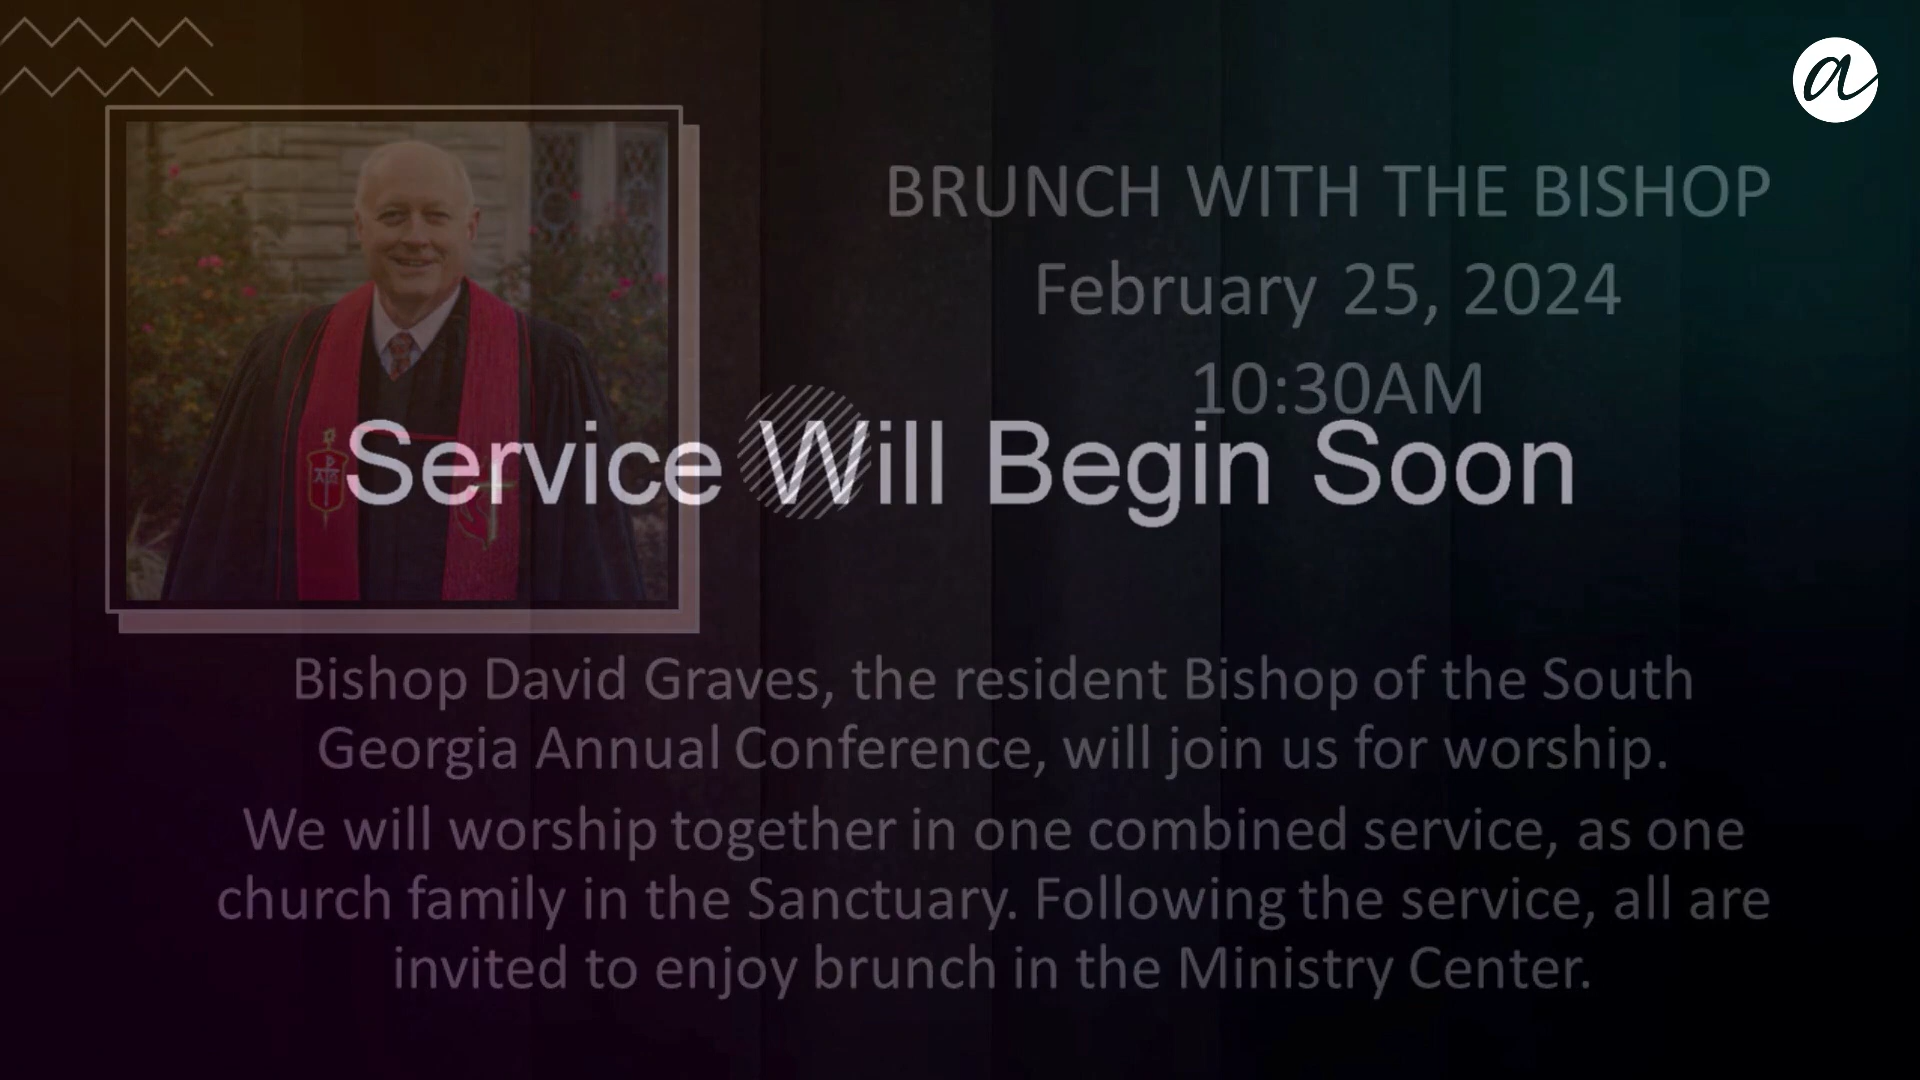 a
BRUNCH WITH THE BISHOP
February 25, 2024
10:30AM
Service Will Begin Soon
Bishop David Graves, the resident Bishop of the South
Georgia Annual Conference, will join us for worship.
We will worship together in one combined service, as one
church family in the Sanctuary. Following the service, all are
invited to enjoy brunch in the Ministry Center.